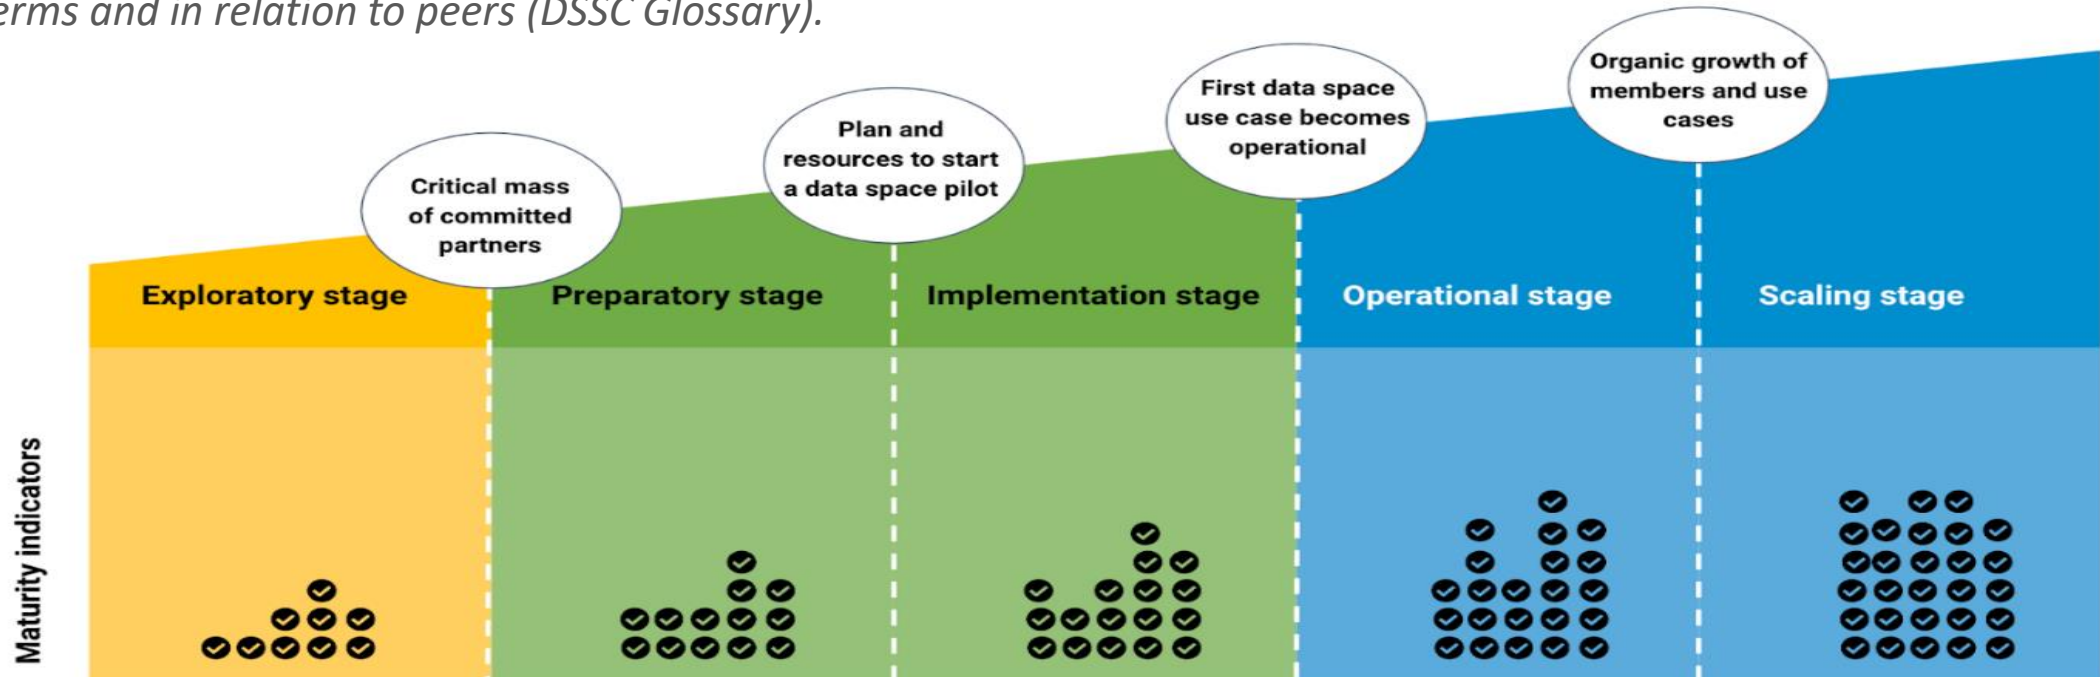 erms and in relation to peers (DSSC Glossary).
Critical mass
of committed
partners
Plan and
resources to start
a data space pilot
First data space
use case becomes
operational
Organic growth of
members and use
cases
Exploratory stage
Preparatory stage
Implementation stage
Operational stage
Scaling stage
Maturity indicators